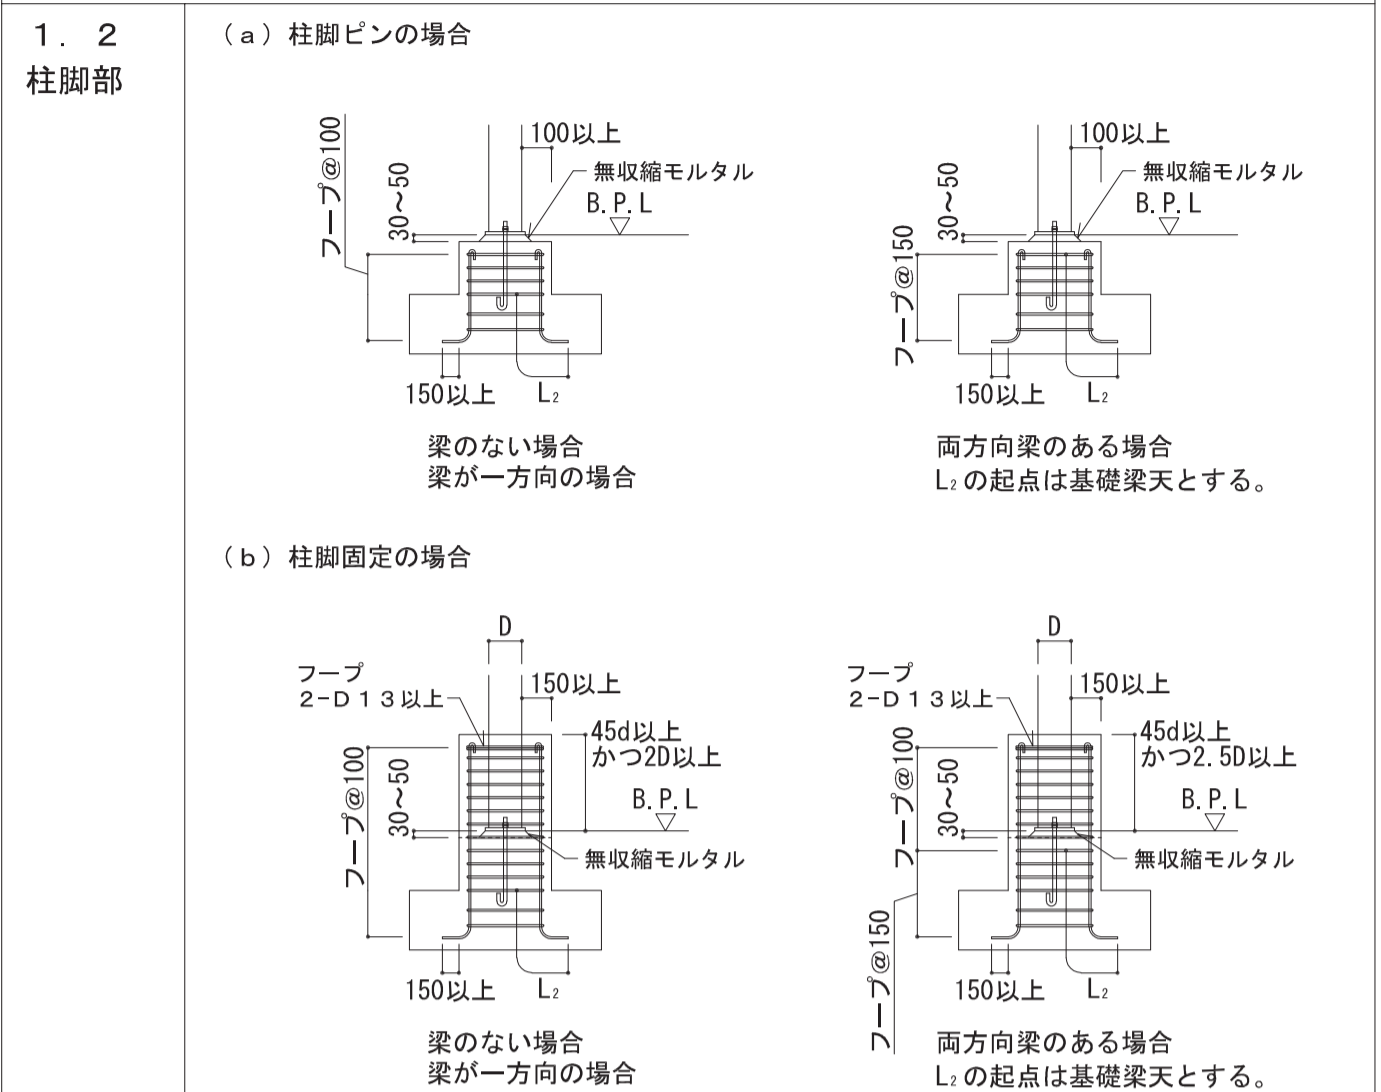 1. 2
柱脚部
(a)柱脚ピンの場合
フープ@100
30~50
100以上
無収縮モルタル
B.P.L
150以上
L2
梁のない場合
梁が一方向の場合
フープ@150
30~50
100以上
無収縮モルタル
B.P.L
150以上
L2
両方向梁のある場合
L2の起点は基礎梁天とする。
(b)柱脚固定の場合
D
フープ
2-D13以上
150以上
45d以上
かつ2D以上
フープ@100
30~50
B.P.L
無収縮モルタル
150以上
L2
梁のない場合
梁が一方向の場合
D
フープ
2-D13以上
150以上
45d以上
かつ2.5D以上
フープ@100
30~50
B.P.L
無収縮モルタル
フープ@150
150以上
L2
両方向梁のある場合
L2の起点は基礎梁天とする。